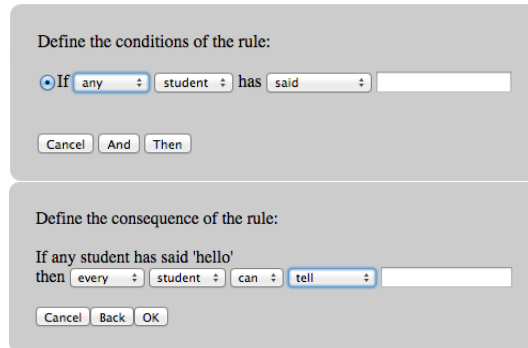 Define the conditions of the rule:
If any student has said
Cancel And Then
Define the consequence of the rule:
If any student has said 'hello'
then every student can tell
Cancel Back OK